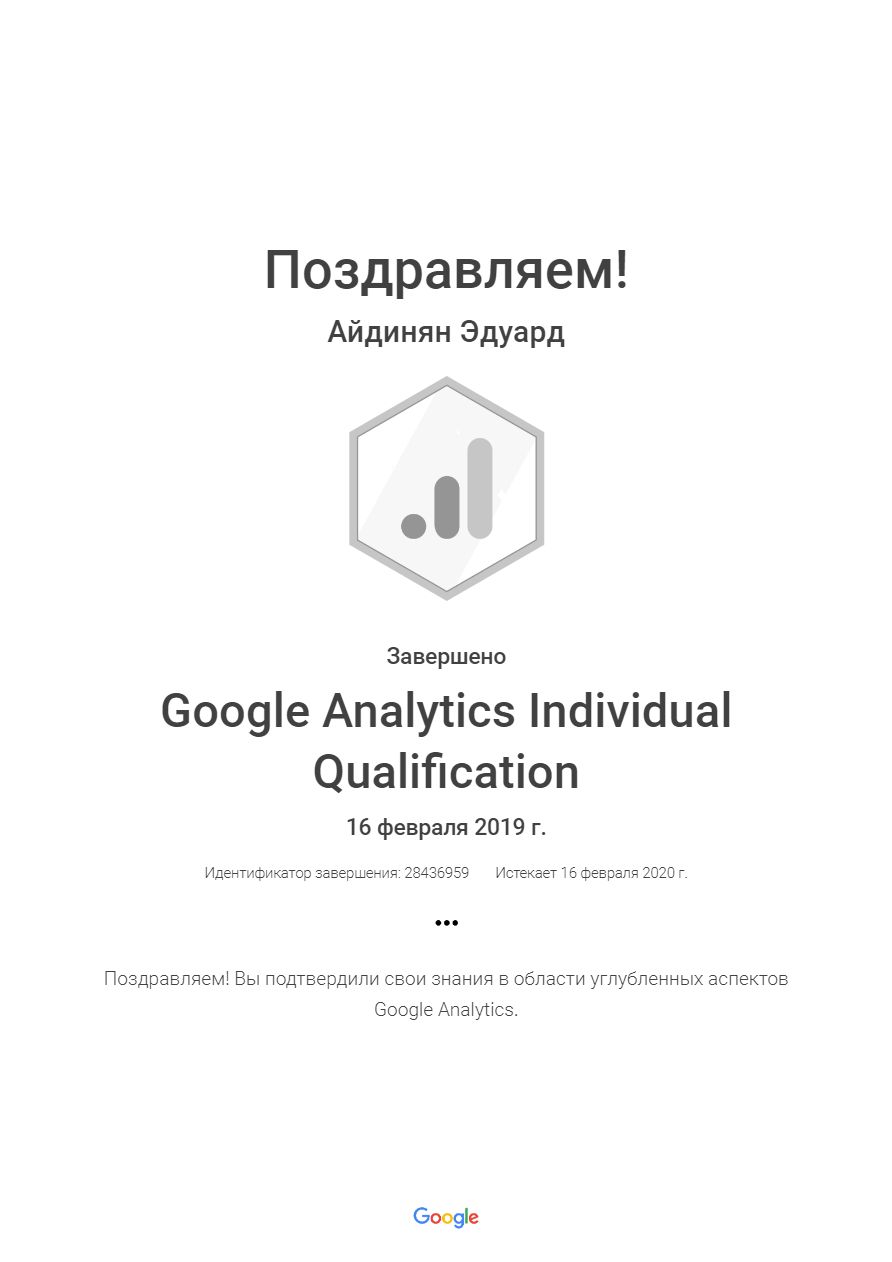 Поздравляем!
Айдинян Эдуард
Завершено
Google Analytics Individual
Qualification
16 февраля 2019 г.
Идентификатор завершения: 28436959 Истекает 16 февраля 2020 г.
•••
Поздравляем! Вы подтвердили свои знания в области углубленных аспектов
Google Analytics.
Google